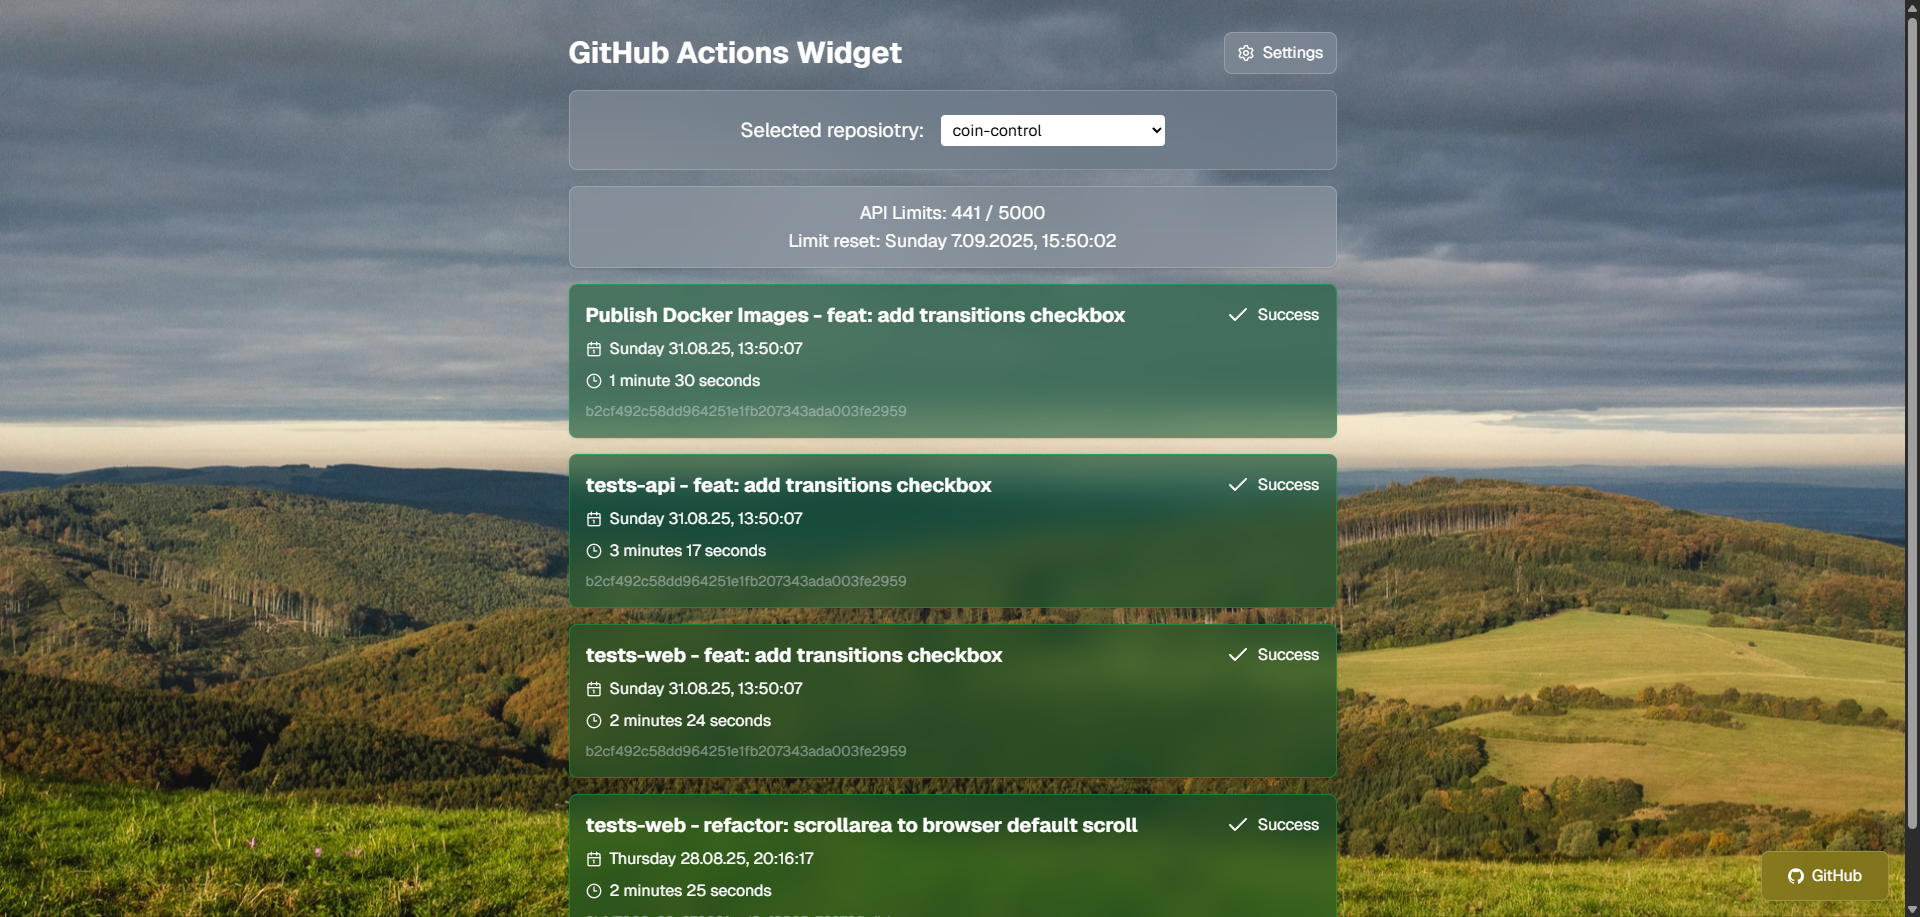 GitHub Actions Widget
Settings
Selected reposiotry: coin-control
API Limits: 441 / 5000
Limit reset: Sunday 7.09.2025, 15:50:02
Publish Docker Images - feat: add transitions checkbox
Success
Sunday 31.08.25, 13:50:07
1 minute 30 seconds
b2cf492c58dd964251e1fb207343ada003fe2959
tests-api - feat: add transitions checkbox
Success
Sunday 31.08.25, 13:50:07
3 minutes 17 seconds
b2cf492c58dd964251e1fb207343ada003fe2959
tests-web - feat: add transitions checkbox
Success
Sunday 31.08.25, 13:50:07
2 minutes 24 seconds
b2cf492c58dd964251e1fb207343ada003fe2959
tests-web - refactor: scrollarea to browser default scroll
Success
Thursday 28.08.25, 20:16:17
2 minutes 25 seconds
GitHub